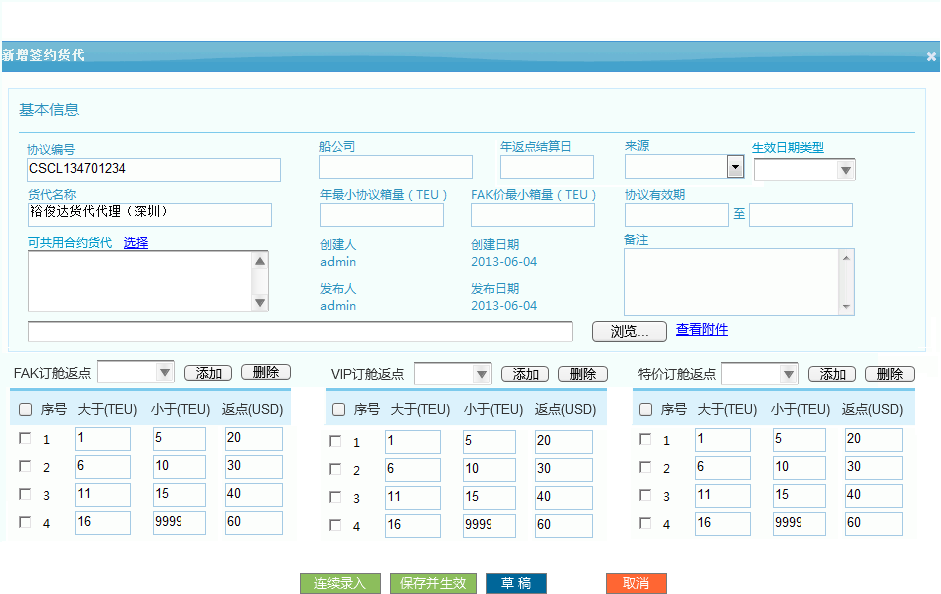 新增签约货代
基本信息
协议编号 船公司 年返点结算日 来源 生效日期类型
CSCL134701234
货代名称 年最小协议箱量（TEU） FAK价最小箱量（TEU） 协议有效期
裕俊达货代代理（深圳） 至
可共用合约货代 选择 创建人 创建日期 备注
admin 2013-06-04
发布人 发布日期
admin 2013-06-04
浏览... 查看附件
FAK订舱返点 添加 删除 VIP订舱返点 添加 删除 特价订舱返点 添加 删除
序号 大于(TEU) 小于(TEU) 返点(USD) 序号 大于(TEU) 小于(TEU) 返点(USD) 序号 大于(TEU) 小于(TEU) 返点(USD)
1 1 5 20 1 1 5 20 1 1 5 20
2 6 10 30 2 6 10 30 2 6 10 30
3 11 15 40 3 11 15 40 3 11 15 40
4 16 9999 60 4 16 9999 60 4 16 9999 60
连续录入 保存并生效 草 稿 取消